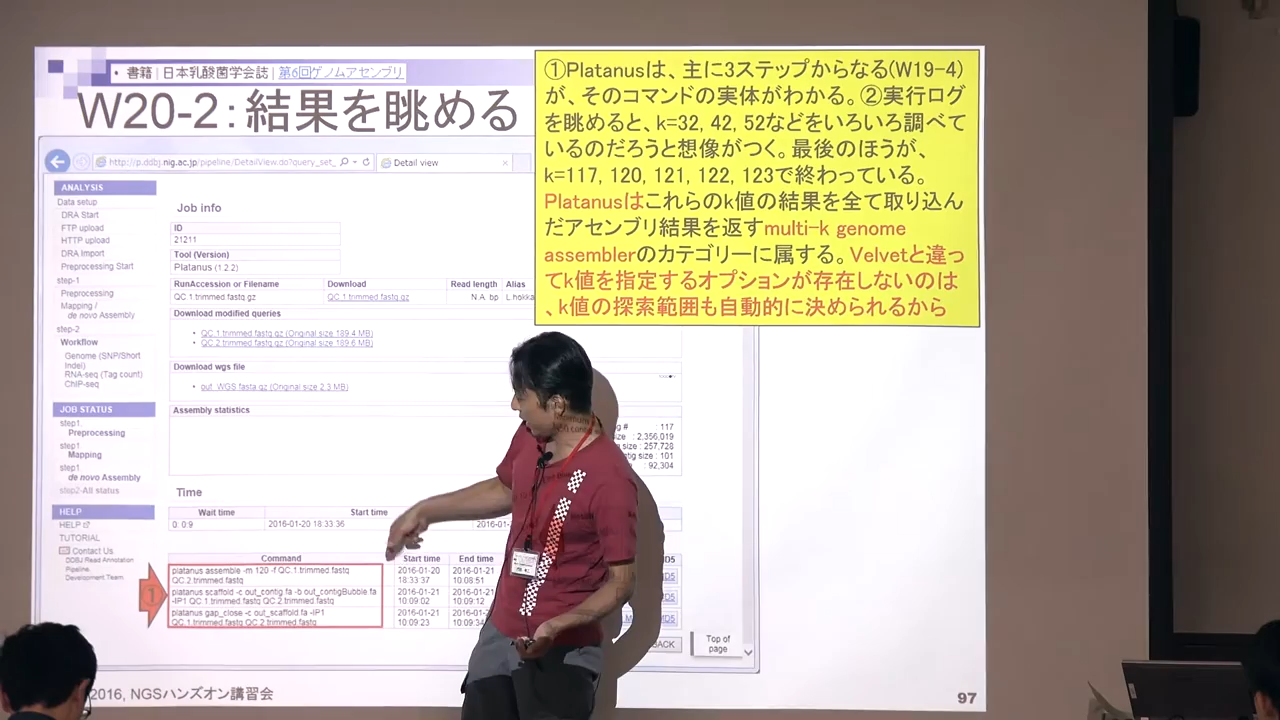 • 書籍 | 日本乳酸菌学会誌 | 第6回ゲノムアセンブリ
W20-2：結果を眺める
①Platanusは、主に3ステップからなる(W19-4)
が、そのコマンドの実体がわかる。②実行ログ
を眺めると、k=32, 42, 52などをいろいろ調べて
いるのだろうと想像がつく。最後のほうが、
k=117, 120, 121, 122, 123で終わっている。
Platanusはこれらのk値の結果を全て取り込ん
だアセンブリ結果を返すmulti-k genome
assemblerのカテゴリーに属する。Velvetと違っ
てk値を指定するオプションが存在しないのは
、k値の探索範囲も自動的に決められるから
http://p.ddbj.nig.ac.jp/pipeline/DetailView.do?query_set_
Detail view
ANALYSIS
Data setup
DRA Start
FTP upload
HTTP upload
DRA Import
Preprocessing Start
step-1
Preprocessing
Mapping /
de novo Assembly
step-2
Workflow
Genome (SNP/Short
Indel)
RNA-seq (Tag count)
ChIP-seq
JOB STATUS
step1
Preprocessing
step1
Mapping
step1
de novo Assembly
step2-All status
HELP
HELP
TUTORIAL
Contact Us
DDBJ Read Annotation
Pipeline
Development Team
Job info
ID
21211
Tool (Version)
Platanus (1.2.2)
RunAccession or Filename Download Read length Alias
QC.1.trimmed.fastq.gz QC.1.trimmed.fastq.gz N.A. bp L.hokka
Download modified queries
• QC.1.trimmed.fastq.gz (Original size 189.4 MB)
• QC.2.trimmed.fastq.gz (Original size 189.6 MB)
Download wgs file
• out_WGS.fasta.gz (Original size 2.3 MB)
Assembly statistics
: 117
: 2,356,019
size : 257,728
size : 101
: 92,304
Time
Wait time Start time
0: 0:9 2016-01-20 18:33:36 2016-01-
Command Start time End time
platanus assemble -m 120 -f QC.1.trimmed.fastq
QC.2.trimmed.fastq
2016-01-20
18:33:37
2016-01-21
10:08:51
platanus scaffold -c out_contig.fa -b out_contigBubble.fa
-IP1 QC.1.trimmed.fastq QC.2.trimmed.fastq
2016-01-21
10:09:02
2016-01-21
10:09:12
platanus gap_close -c out_scaffold.fa -IP1
QC.1.trimmed.fastq QC.2.trimmed.fastq
2016-01-21
10:09:23
2016-01-21
10:09:34
①
BACK
Top of
page
2016, NGSハンズオン講習会
97